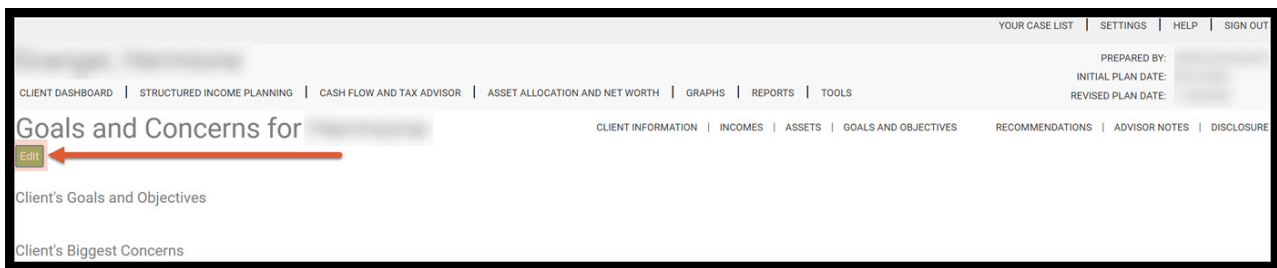 YOUR CASE LIST | SETTINGS | HELP | SIGN OUT
PREPARED BY:
INITIAL PLAN DATE:
REVISED PLAN DATE:
CLIENT DASHBOARD | STRUCTURED INCOME PLANNING | CASH FLOW AND TAX ADVISOR | ASSET ALLOCATION AND NET WORTH | GRAPHS | REPORTS | TOOLS
Goals and Concerns for
CLIENT INFORMATION | INCOMES | ASSETS | GOALS AND OBJECTIVES
RECOMMENDATIONS | ADVISOR NOTES | DISCLOSURE
Edit
Client's Goals and Objectives
Client's Biggest Concerns